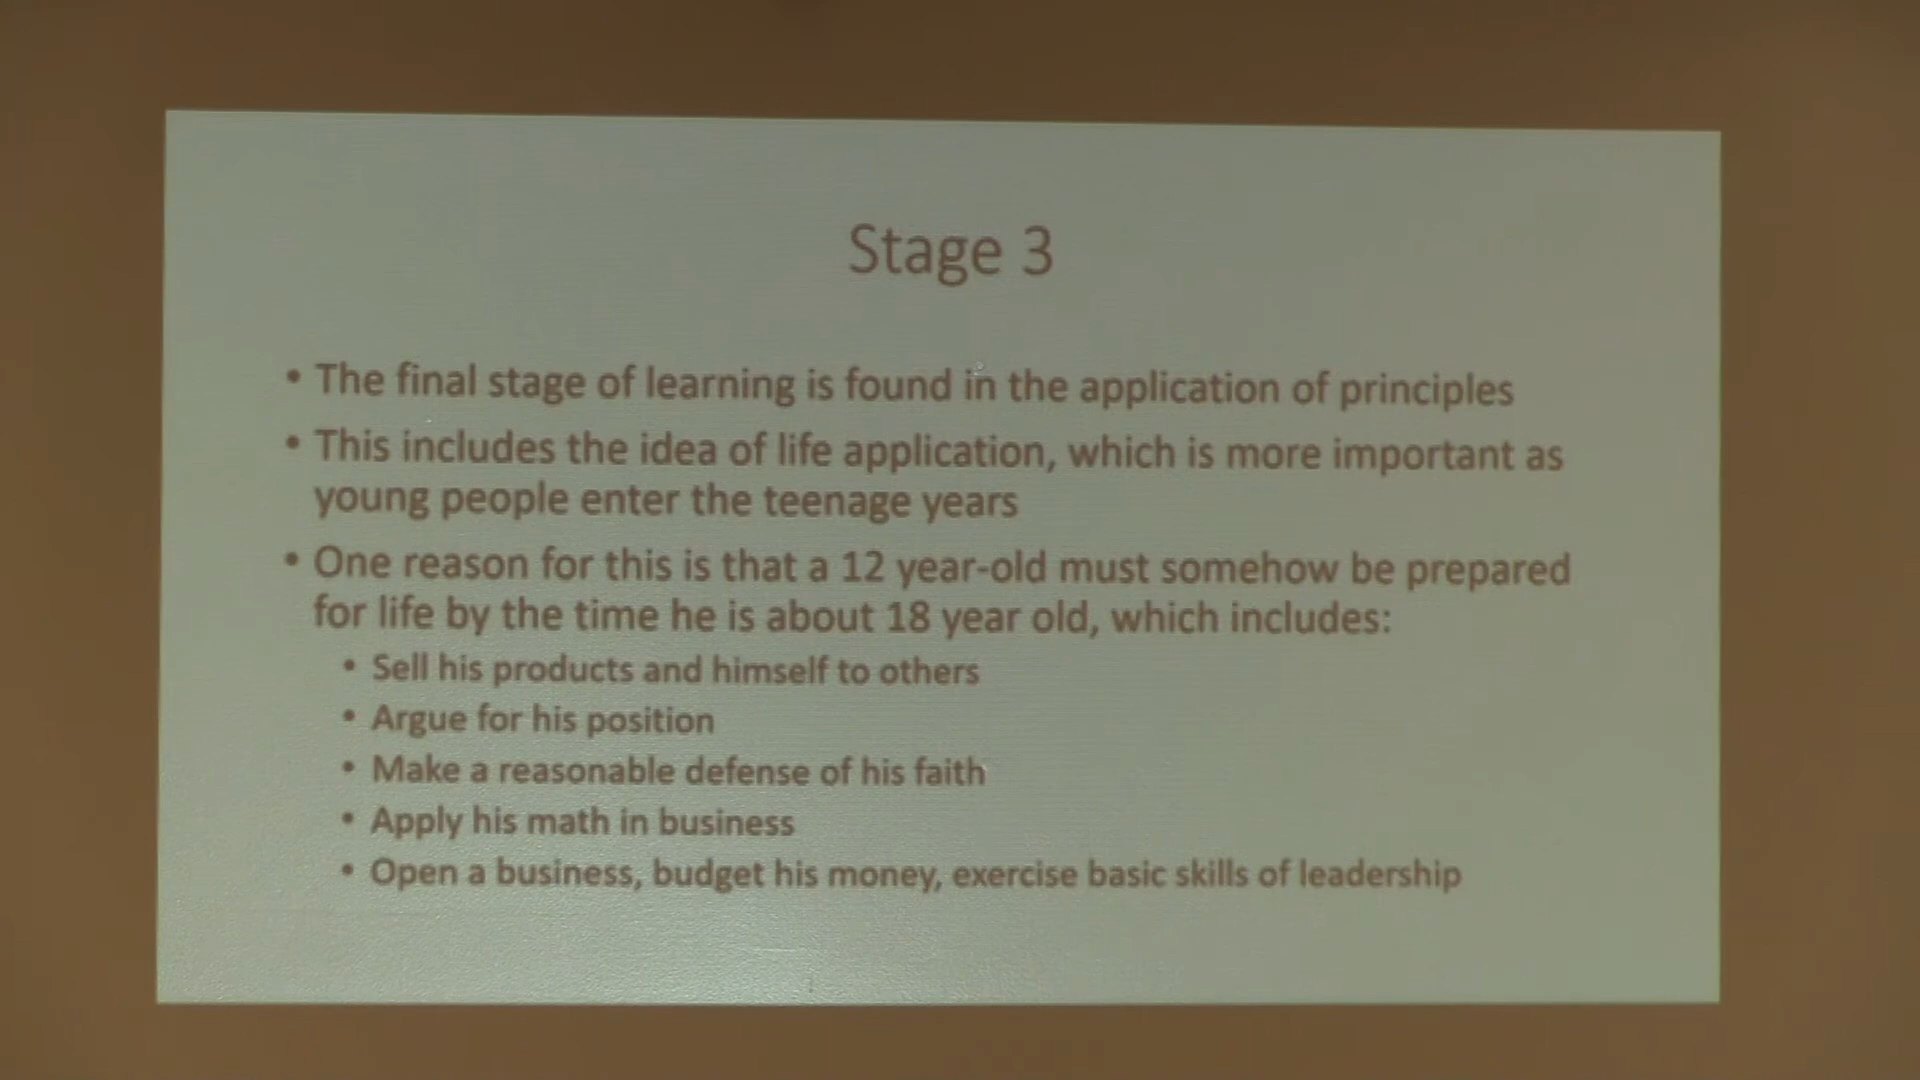 Stage 3
• The final stage of learning is found in the application of principles
• This includes the idea of life application, which is more important as
young people enter the teenage years
• One reason for this is that a 12 year-old must somehow be prepared
for life by the time he is about 18 year old, which includes:
• Sell his products and himself to others
• Argue for his position
• Make a reasonable defense of his faith
• Apply his math in business
• Open a business, budget his money, exercise basic skills of leadership